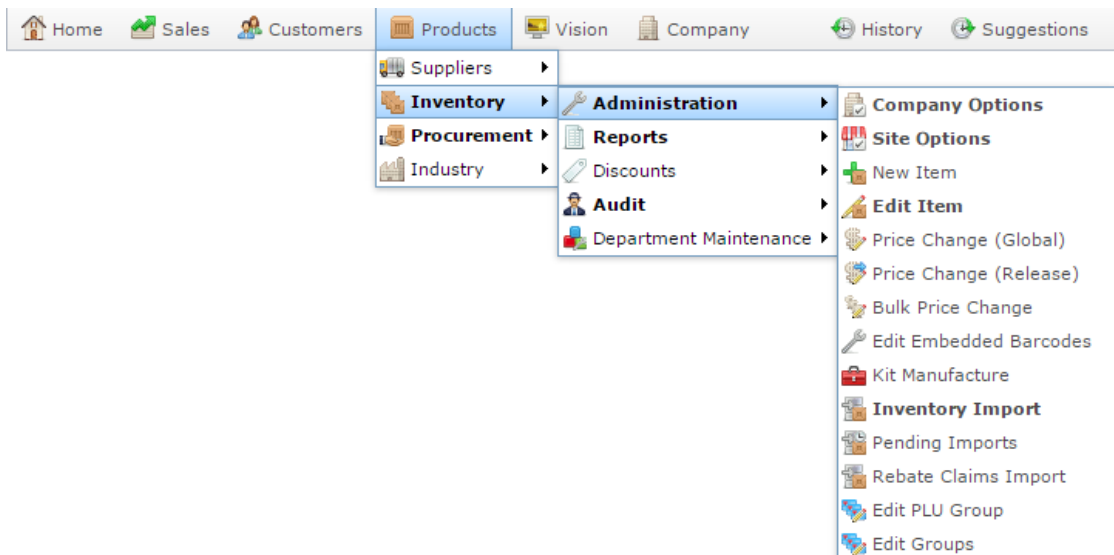 Home Sales Customers Products Vision Company History Suggestions
Suppliers
Inventory
Procurement
Industry
Administration
Reports
Discounts
Audit
Department Maintenance
Company Options
Site Options
New Item
Edit Item
Price Change (Global)
Price Change (Release)
Bulk Price Change
Edit Embedded Barcodes
Kit Manufacture
Inventory Import
Pending Imports
Rebate Claims Import
Edit PLU Group
Edit Groups